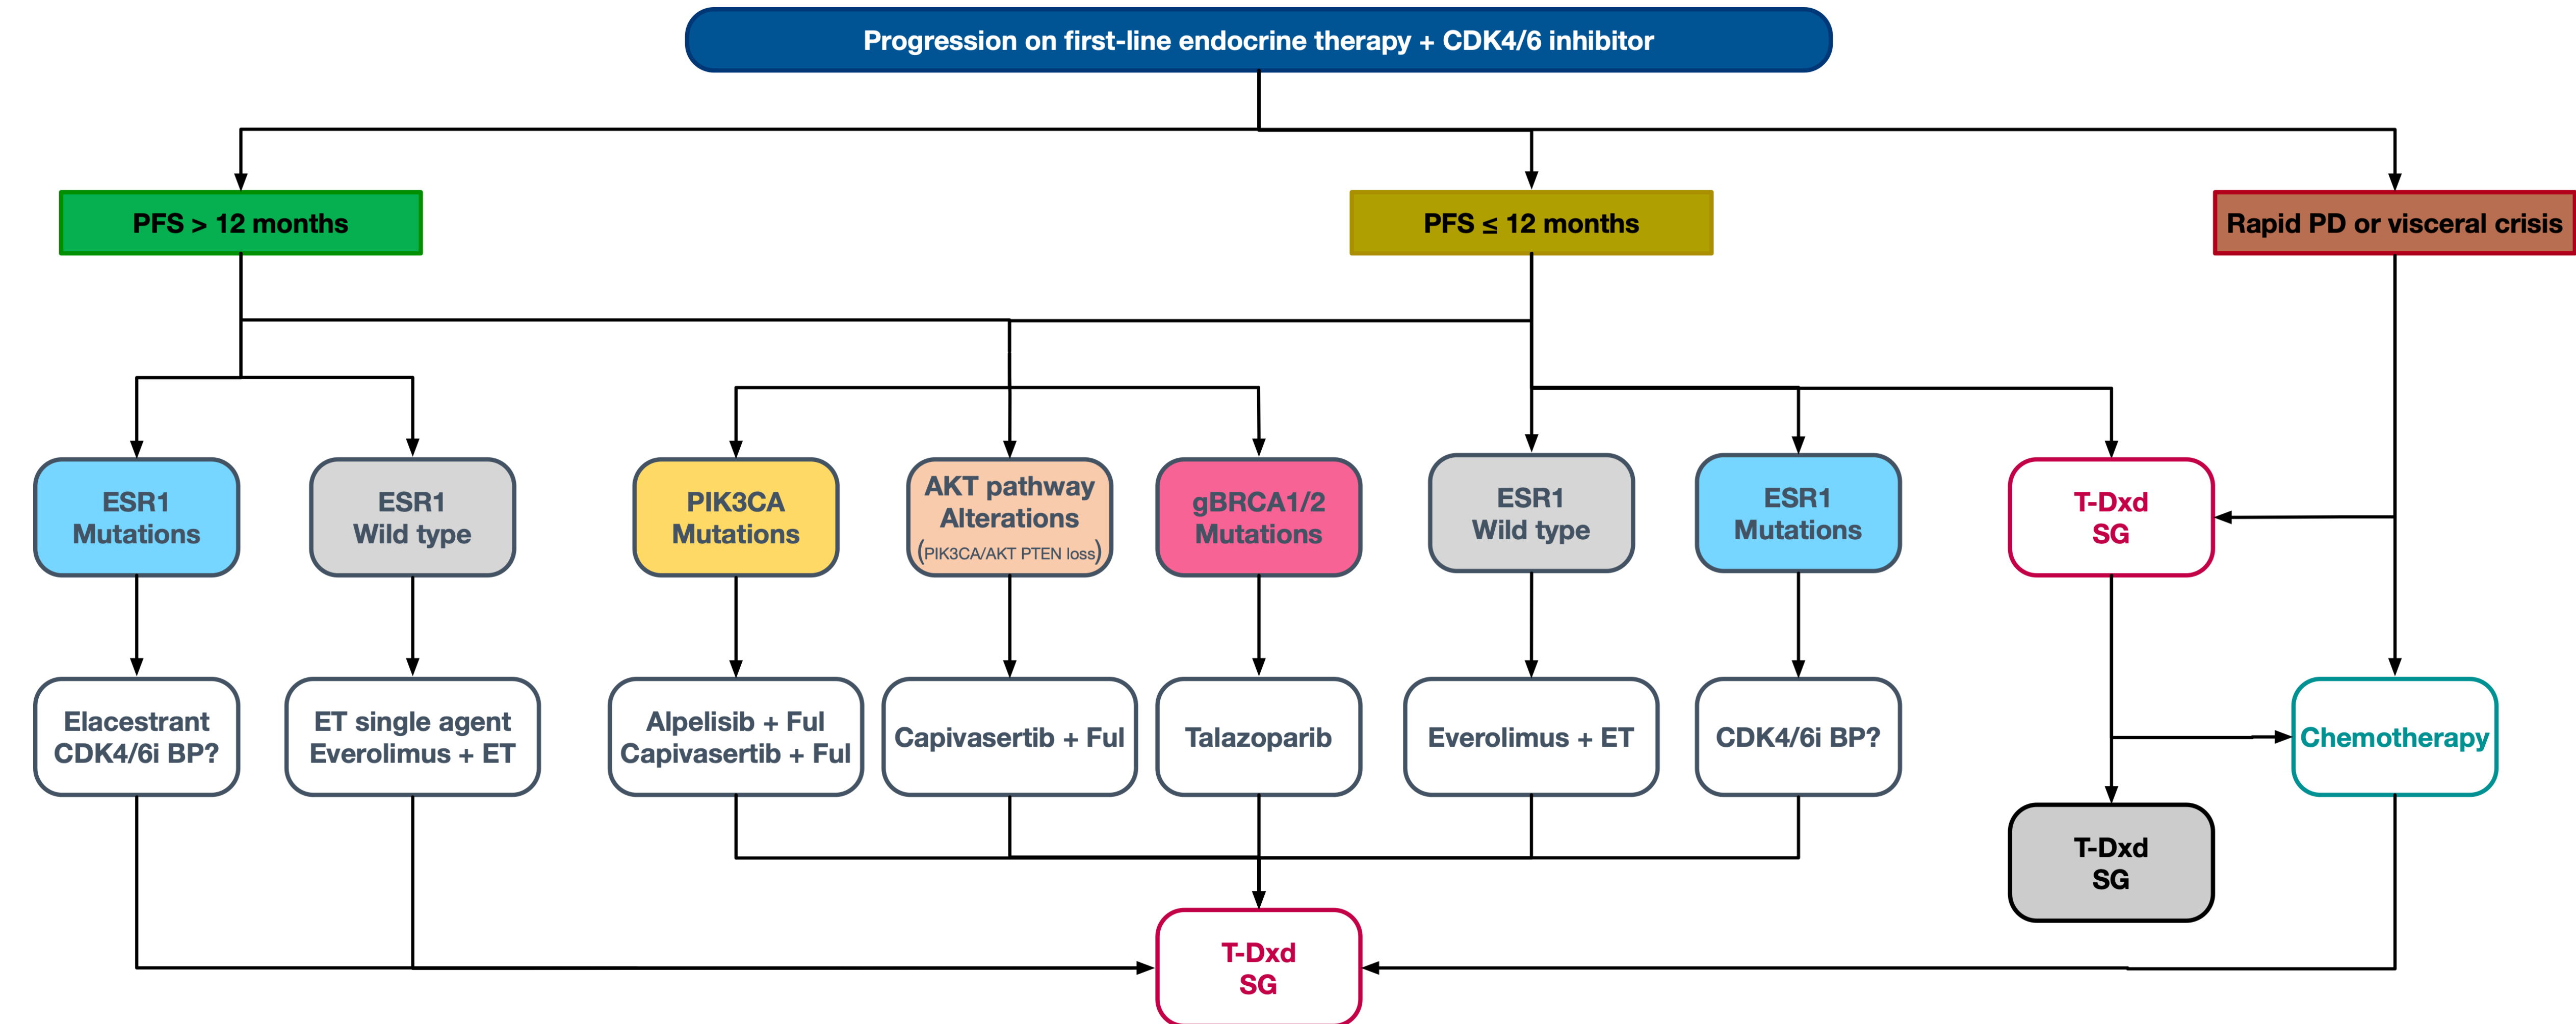 Progression on first-line endocrine therapy + CDK4/6 inhibitor
PFS > 12 months
PFS ≤ 12 months
Rapid PD or visceral crisis
ESR1
Mutations
ESR1
Wild type
PIK3CA
Mutations
AKT pathway
Alterations
(PIK3CA/AKT PTEN loss)
gBRCA1/2
Mutations
ESR1
Wild type
ESR1
Mutations
T-Dxd
SG
Elacestrant
CDK4/6i BP?
ET single agent
Everolimus + ET
Alpelisib + Ful
Capivasertib + Ful
Capivasertib + Ful
Talazoparib
Everolimus + ET
CDK4/6i BP?
Chemotherapy
T-Dxd
SG
T-Dxd
SG